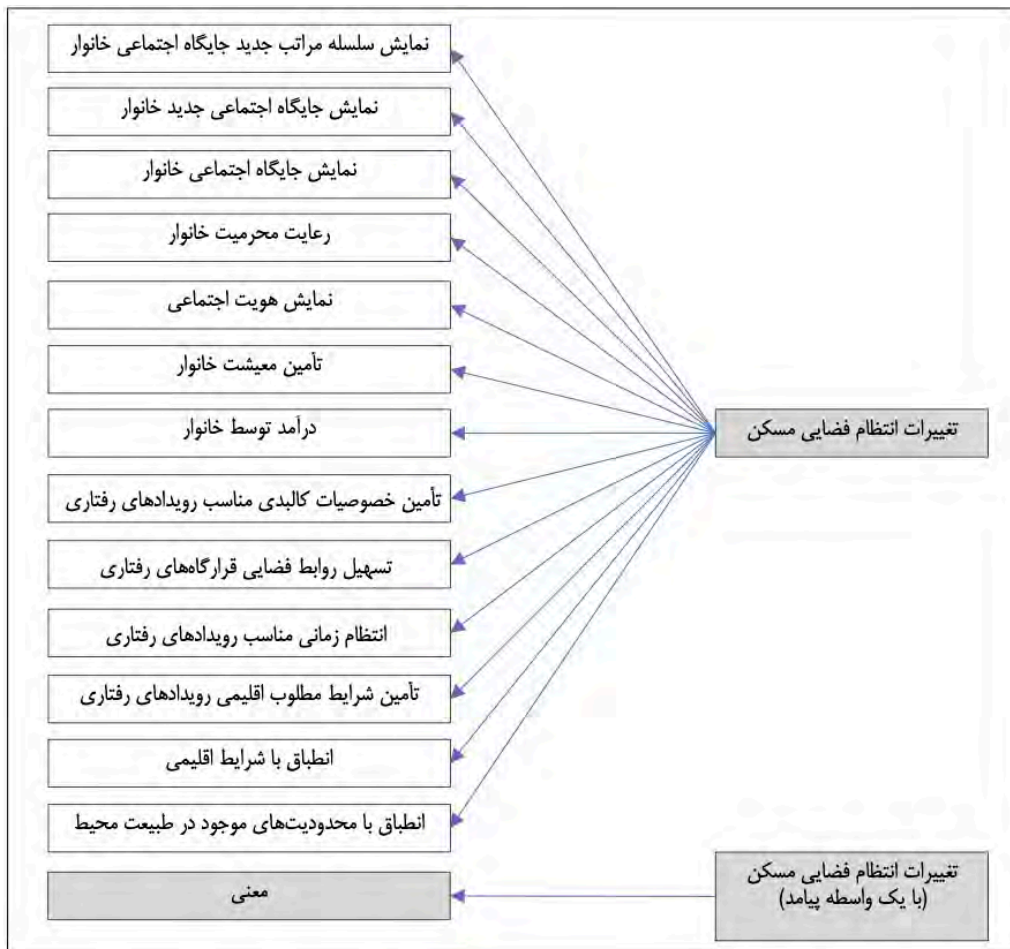 نمایش سلسله مراتب جدید جایگاه اجتماعی خانوار
نمایش جایگاه اجتماعی جدید خانوار
نمایش جایگاه اجتماعی خانوار
رعایت محرمیت خانوار
نمایش هویت اجتماعی
تأمین معیشت خانوار
تغییرات انتظام فضایی مسکن
درآمد توسط خانوار
تأمین خصوصیات کالبدی مناسب رویدادهای رفتاری
تسهیل روابط فضایی قرارگاه‌های رفتاری
انتظام زمانی مناسب رویدادهای رفتاری
تأمین شرایط مطلوب اقلیمی رویدادهای رفتاری
انطباق با شرایط اقلیمی
انطباق با محدودیت‌های موجود در طبیعت محیط
تغییرات انتظام فضایی مسکن
(با یک واسطه پیامد)
معنی